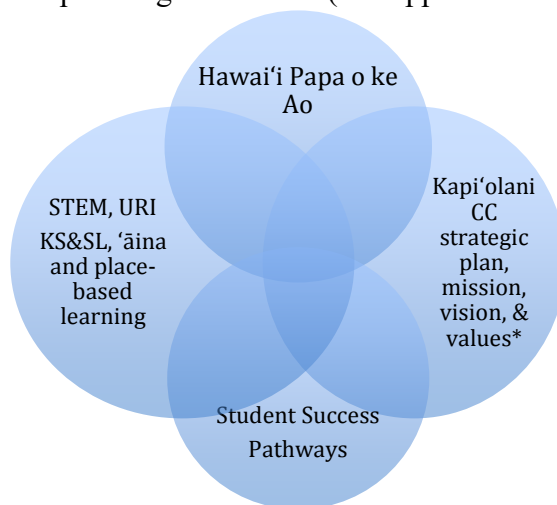 Hawaiʻi Papa o ke
Ao
STEM, URI
KS&SL, ʻāina
and place-
based
learning
Kapiʻolani
CC
strategic
plan,
mission,
vision, &
values*
Student Success
Pathways